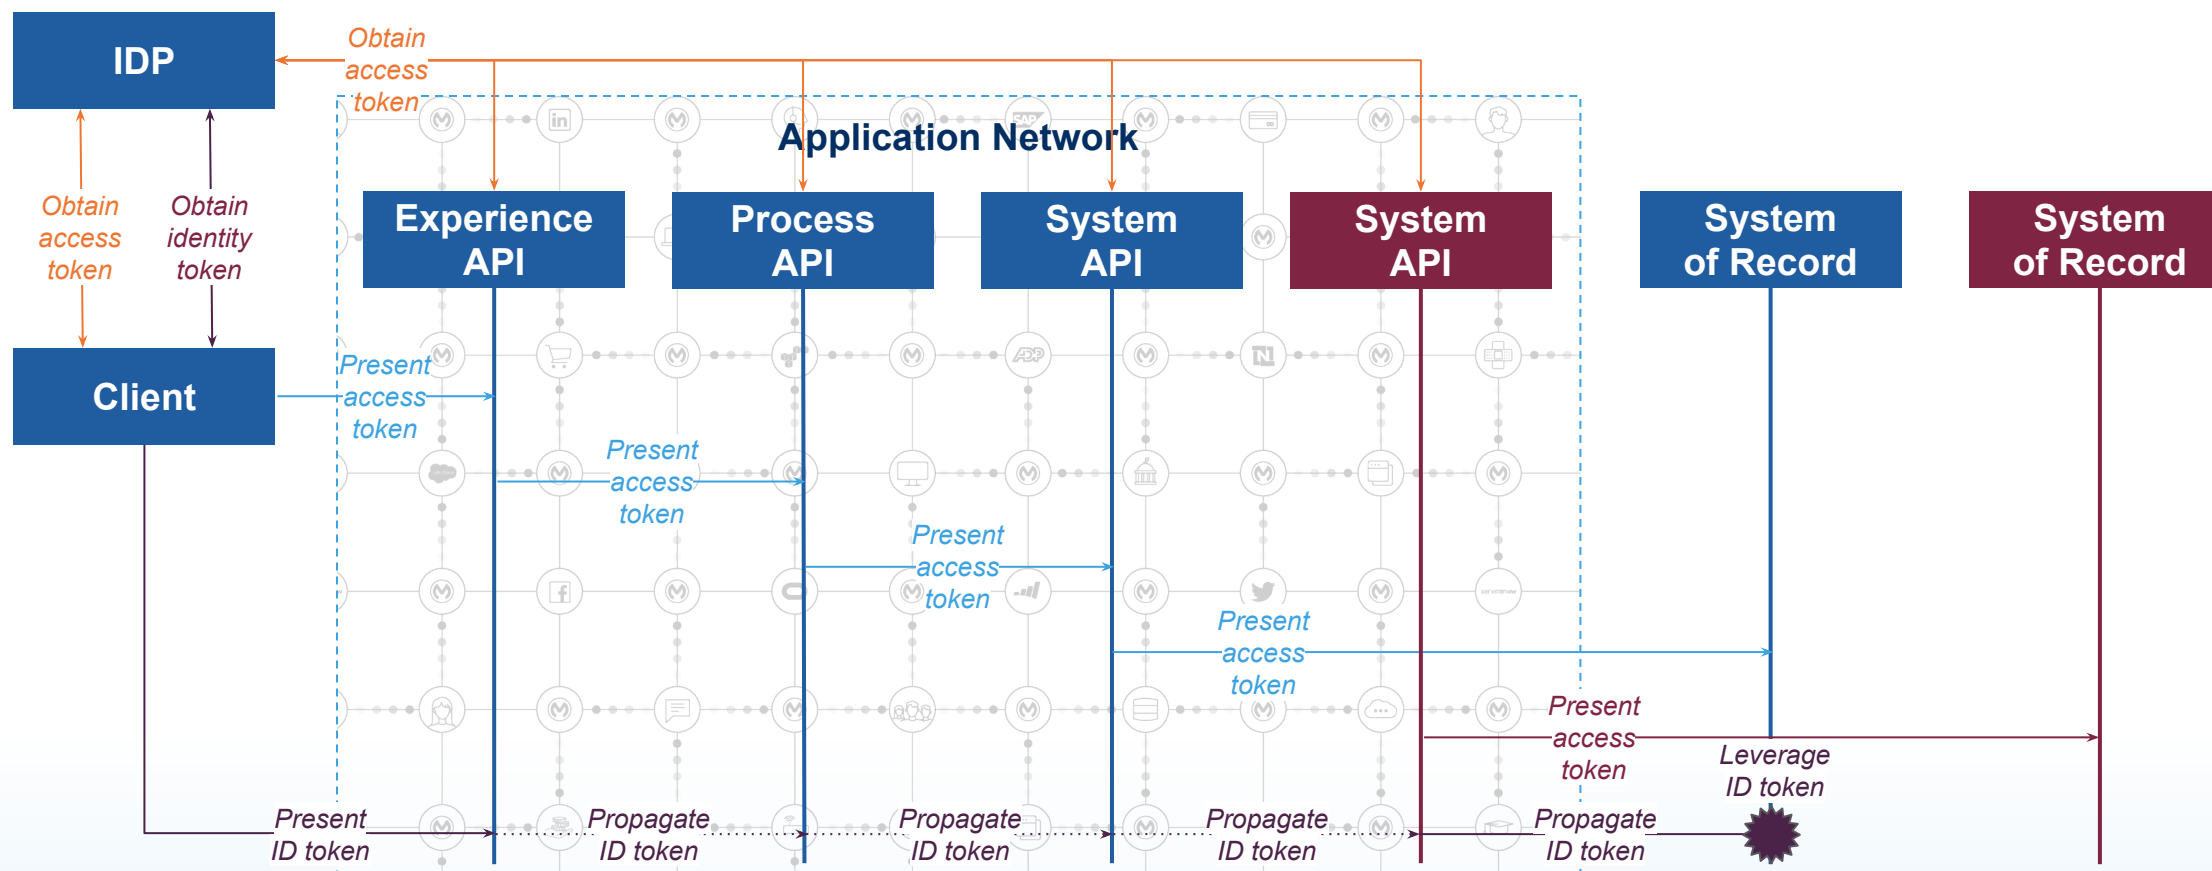 IDP
Obtain
access
token
Application Network
Obtain
access
token
Obtain
identity
token
Experience
API
Process
API
System
API
System
API
System
of Record
System
of Record
Client
Present
access
token
Present
access
token
Present
access
token
Present
access
token
Present
access
token
Leverage
ID token
Present
ID token
Propagate
ID token
Propagate
ID token
Propagate
ID token
Propagate
ID token
in
SAP
ADP
N
f